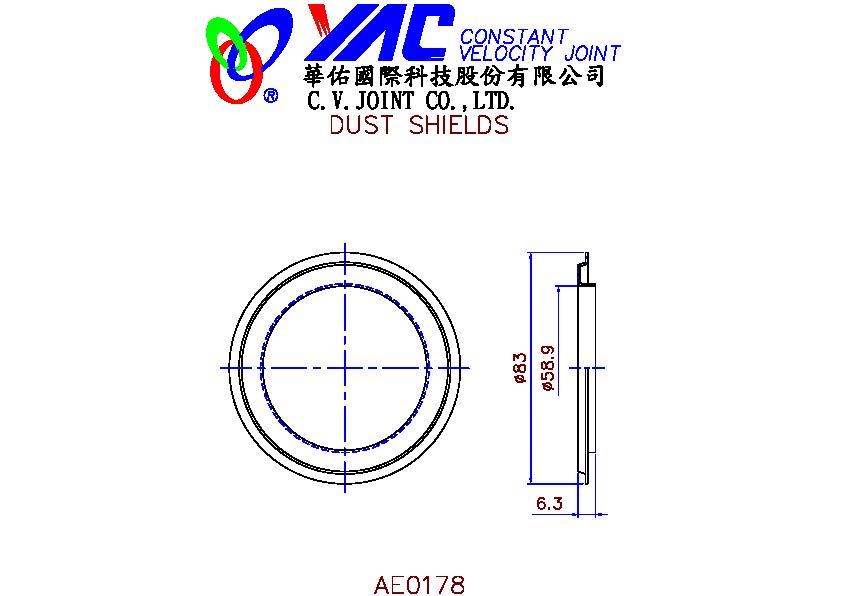 YAC CONSTANT
VELOCITY JOINT
®
華佑國際科技股份有限公司
C.V.JOINT CO.,LTD.
DUST SHIELDS
ø83
ø58.9
6.3
AE0178